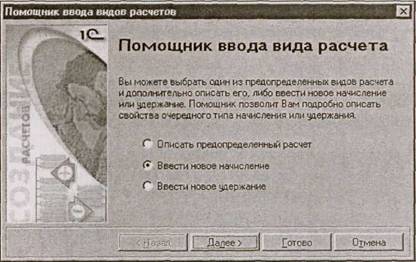 Помощник ввода видов расчетов
1С
Помощник ввода вида расчета
Вы можете выбрать один из предопределенных видов расчета
и дополнительно описать его, либо ввести новое начисление
или удержание. Помощник позволит Вам подробно описать
свойства очередного типа начисления или удержания.
РАСЧЕТОВ
Описать предопределенный расчет
Ввести новое начисление
Ввести новое удержание
< Назад
Далее >
Готово
Отмена